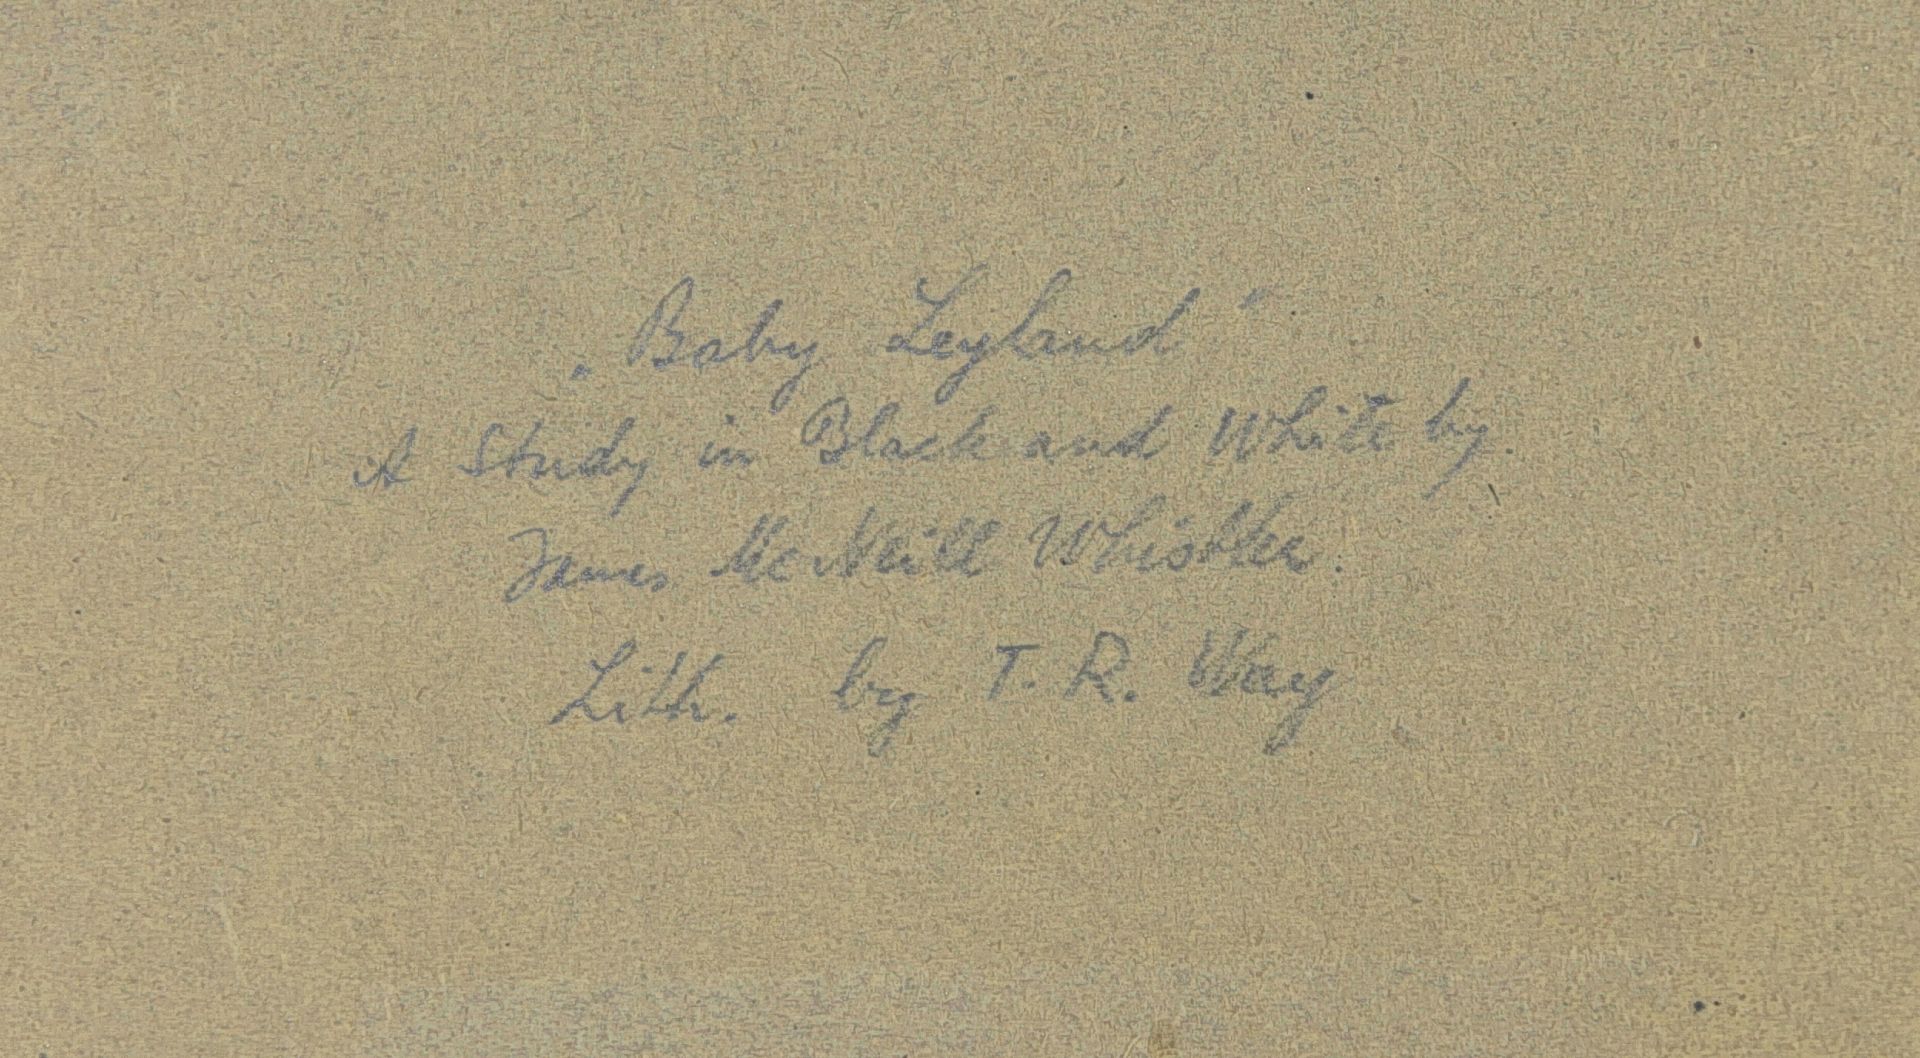 „Baby Leyland"
A Study in Black and White by.
James McNeill Whistler.
Lith. by T. R. Way